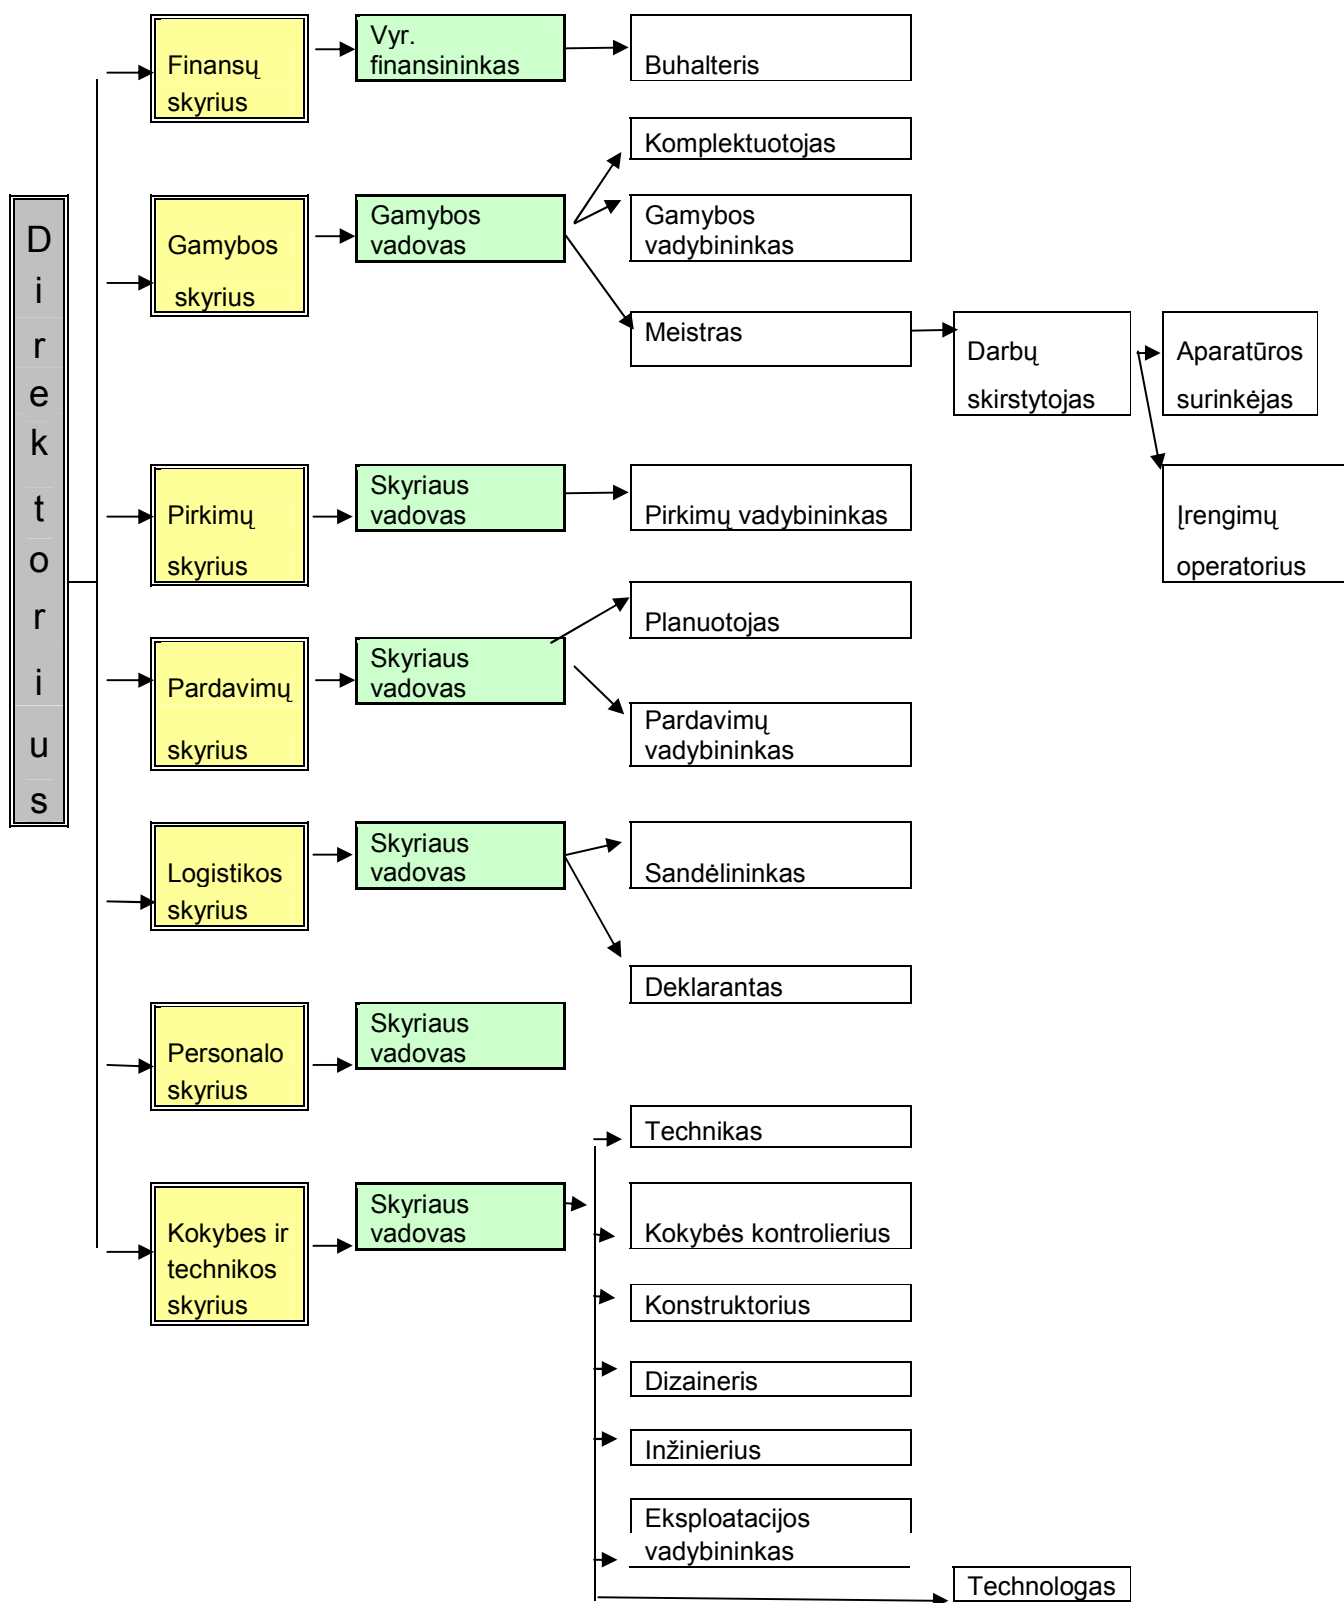 Direktorius
Finansų
skyrius
Vyr.
finansininkas
Buhalteris
Komplektuotojas
Gamybos
skyrius
Gamybos
vadovas
Gamybos
vadybininkas
Meistras
Darbų
skirstytojas
Aparatūros
surinkėjas
Įrengimų
operatorius
Pirkimų
skyrius
Skyriaus
vadovas
Pirkimų vadybininkas
Pardavimų
skyrius
Skyriaus
vadovas
Planuotojas
Pardavimų
vadybininkas
Logistikos
skyrius
Skyriaus
vadovas
Sandėlininkas
Deklarantas
Personalo
skyrius
Skyriaus
vadovas
Kokybes ir
technikos
skyrius
Skyriaus
vadovas
Technikas
Kokybės kontrolierius
Konstruktorius
Dizaineris
Inžinierius
Eksploatacijos
vadybininkas
Technologas